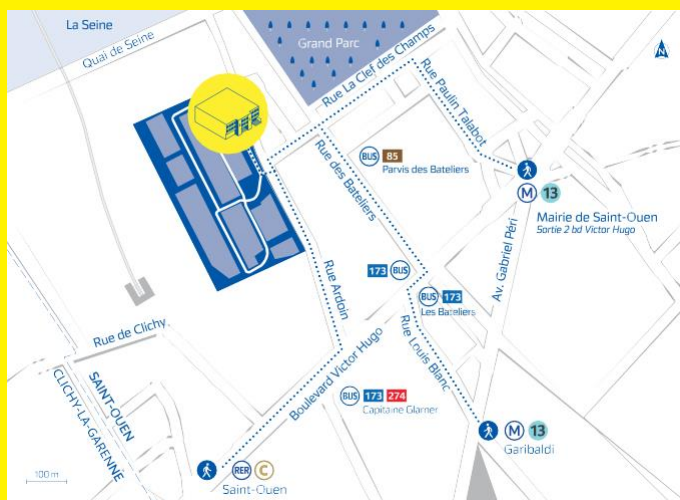 La Seine
Quai de Seine
Grand Parc
N
Rue La Clef des Champs
Rue Paulin Talabot
BUS 85
Parvis des Bateliers
Rue des Bateliers
M 13
Mairie de Saint-Ouen
Sortie 2 bd Victor Hugo
Av. Gabriel Péri
173 BUS
BUS 173
Les Bateliers
Rue Ardoin
Rue de Clichy
Boulevard Victor Hugo
Rue Louis Blanc
SAINT-OUEN
CLICHY-LA-GARENNE
BUS 173 274
Capitaine Glarner
M 13
Garibaldi
RER C
Saint-Ouen
100 m